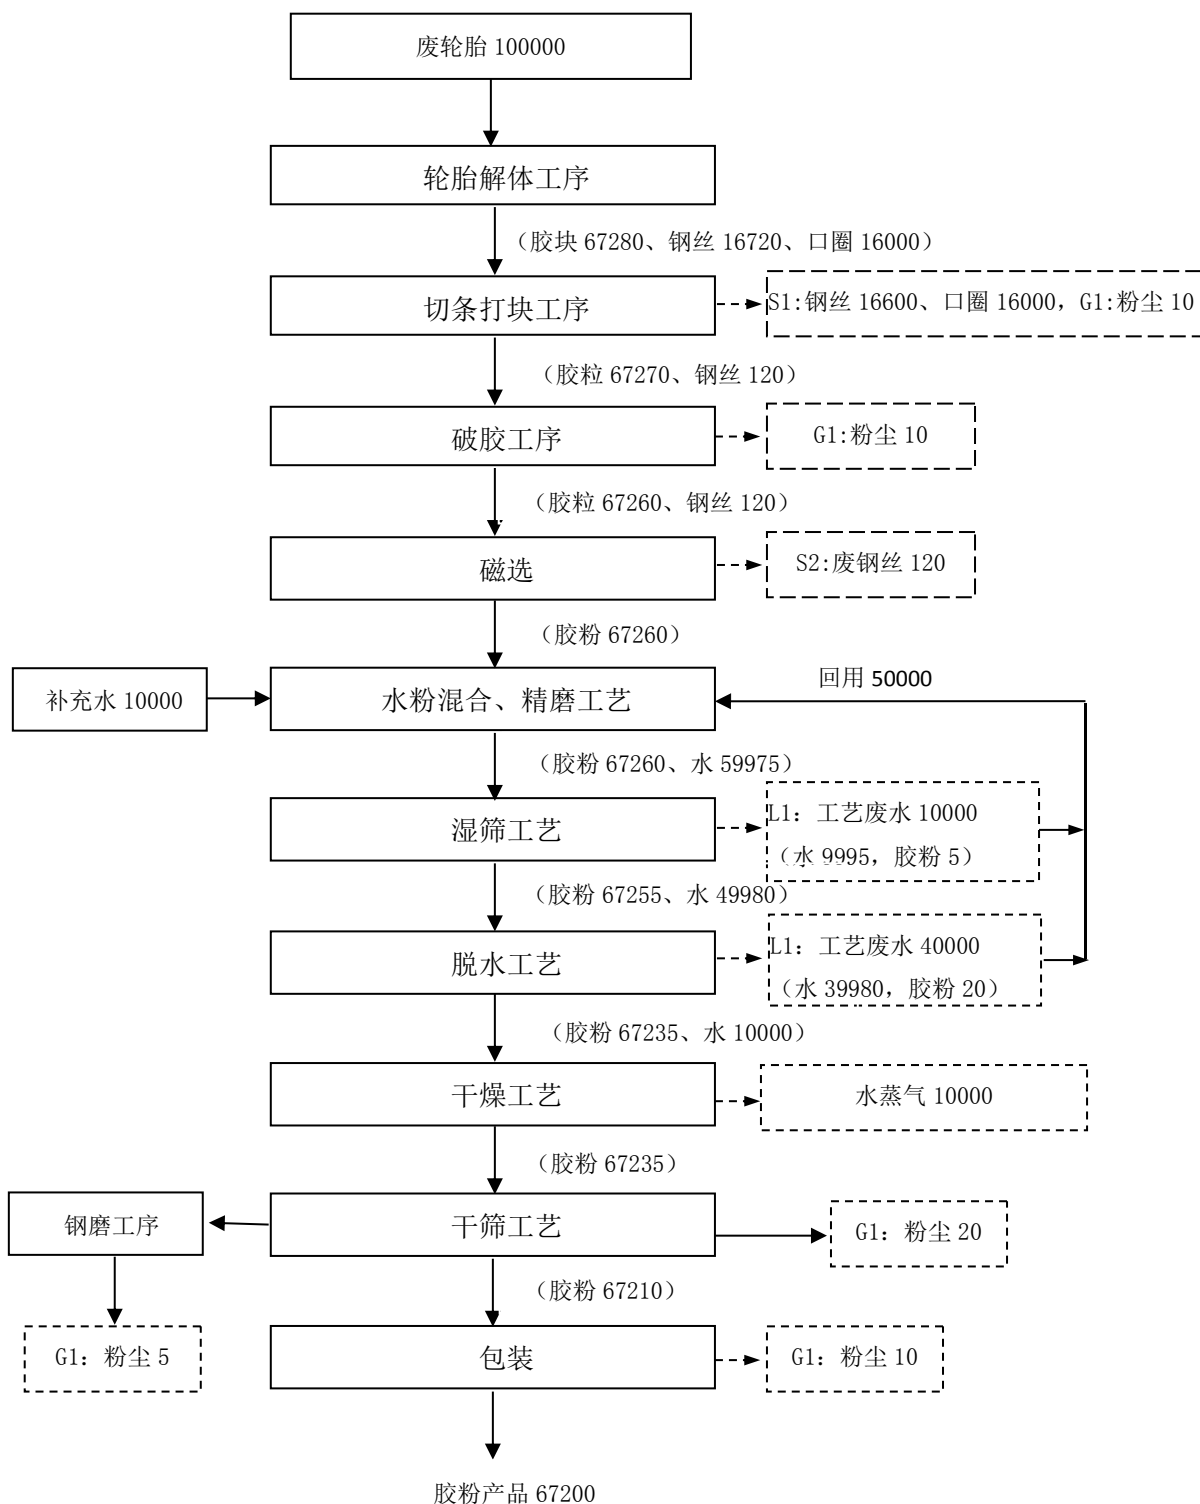 废轮胎 100000
轮胎解体工序
（胶块 67280、钢丝 16720、口圈 16000）
切条打块工序
S1:钢丝 16600、口圈 16000，G1:粉尘 10
（胶粒 67270、钢丝 120）
破胶工序
G1:粉尘 10
（胶粒 67260、钢丝 120）
磁选
S2:废钢丝 120
（胶粉 67260）
回用 50000
补充水 10000
水粉混合、精磨工艺
（胶粉 67260、水 59975）
湿筛工艺
L1：工艺废水 10000
（水 9995，胶粉 5）
（胶粉 67255、水 49980）
脱水工艺
L1：工艺废水 40000
（水 39980，胶粉 20）
（胶粉 67235、水 10000）
干燥工艺
水蒸气 10000
（胶粉 67235）
钢磨工序
干筛工艺
G1：粉尘 20
（胶粉 67210）
G1：粉尘 5
包装
G1：粉尘 10
胶粉产品 67200